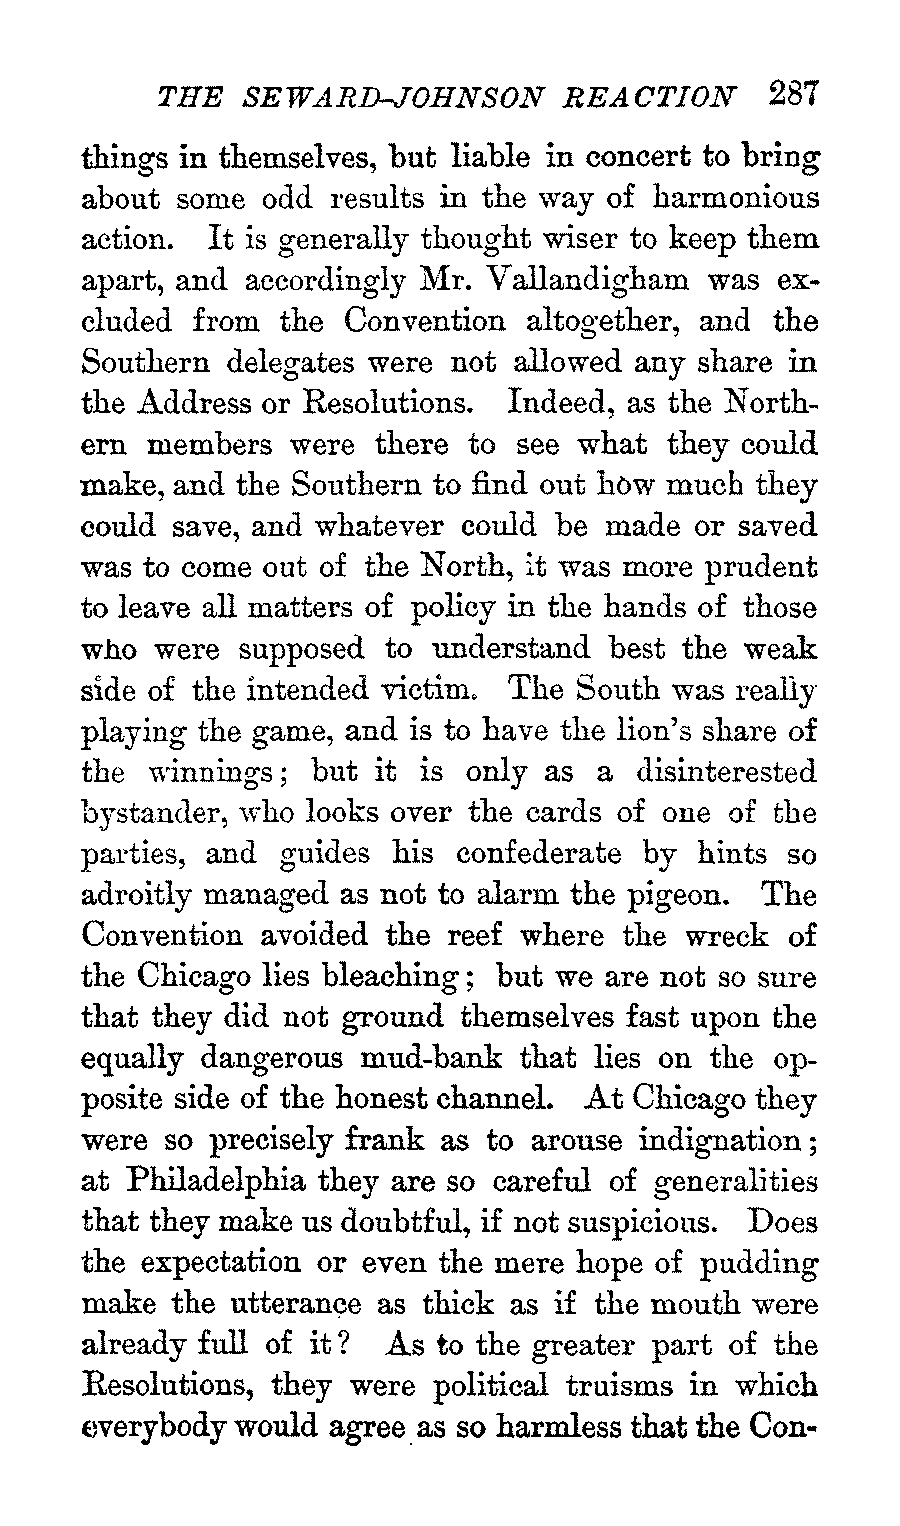 THE SEWARD-JOHNSON REACTION 287
things in themselves, but liable in concert to bring
about some odd results in the way of harmonious
action. It is generally thought wiser to keep them
apart, and accordingly Mr. Vallandigham was ex-
cluded from the Convention altogether, and the
Southern delegates were not allowed any share in
the Address or Resolutions. Indeed, as the North-
ern members were there to see what they could
make, and the Southern to find out how much they
could save, and whatever could be made or saved
was to come out of the North, it was more prudent
to leave all matters of policy in the hands of those
who were supposed to understand best the weak
side of the intended victim. The South was really
playing the game, and is to have the lion's share of
the winnings; but it is only as a disinterested
bystander, who looks over the cards of one of the
parties, and guides his confederate by hints so
adroitly managed as not to alarm the pigeon. The
Convention avoided the reef where the wreck of
the Chicago lies bleaching; but we are not so sure
that they did not ground themselves fast upon the
equally dangerous mud-bank that lies on the op-
posite side of the honest channel. At Chicago they
were so precisely frank as to arouse indignation;
at Philadelphia they are so careful of generalities
that they make us doubtful, if not suspicious. Does
the expectation or even the mere hope of pudding
make the utterance as thick as if the mouth were
already full of it? As to the greater part of the
Resolutions, they were political truisms in which
everybody would agree as so harmless that the Con-